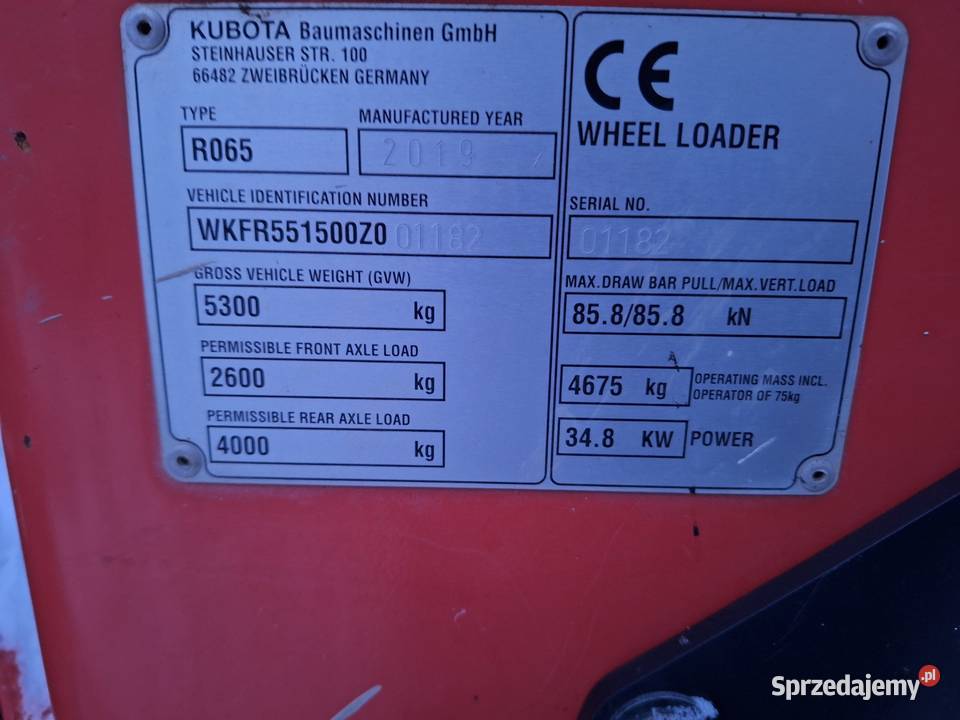 KUBOTA Baumaschinen GmbH
STEINHAUSER STR. 100
66482 ZWEIBRÜCKEN GERMANY
TYPE
R065
MANUFACTURED YEAR
2019
VEHICLE IDENTIFICATION NUMBER
WKFR551500Z001182
GROSS VEHICLE WEIGHT (GVW)
5300 kg
PERMISSIBLE FRONT AXLE LOAD
2600 kg
PERMISSIBLE REAR AXLE LOAD
4000 kg
CE
WHEEL LOADER
SERIAL NO.
01182
MAX.DRAW BAR PULL/MAX.VERT.LOAD
85.8/85.8 kN
4675 kg OPERATING MASS INCL.
OPERATOR OF 75kg
34.8 KW POWER
Sprzedajemy.pl